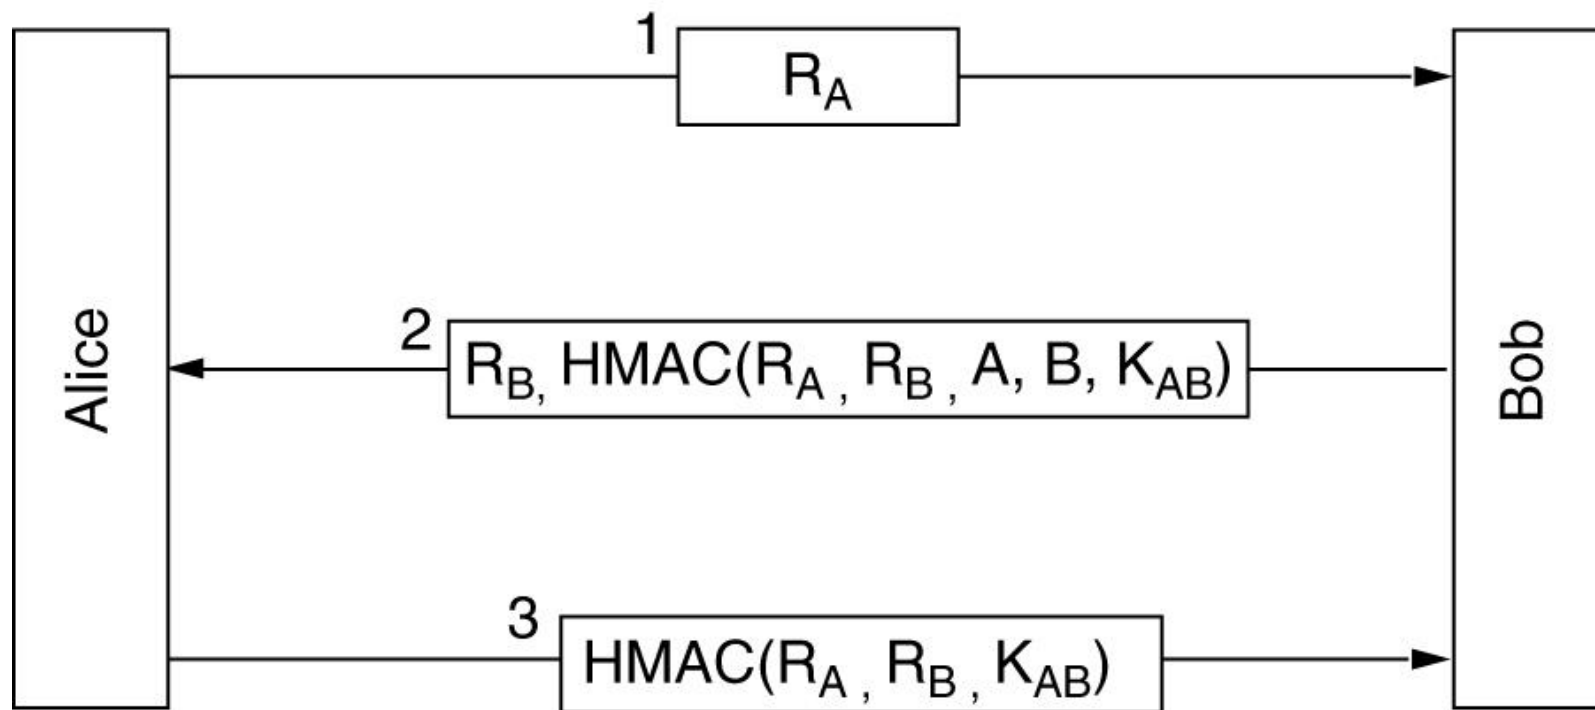 1
R_A
Alice
2
R_B, HMAC(R_A , R_B , A, B, K_AB)
Bob
3
HMAC(R_A , R_B , K_AB)